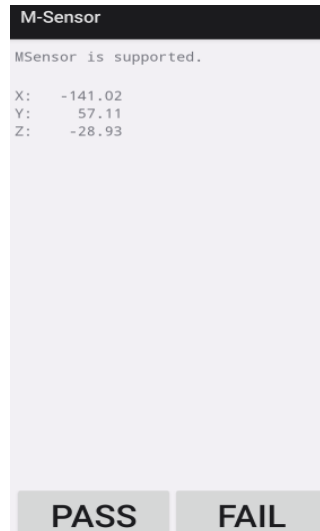 M-Sensor
MSensor is supported.
X: -141.02
Y: 57.11
Z: -28.93
PASS FAIL